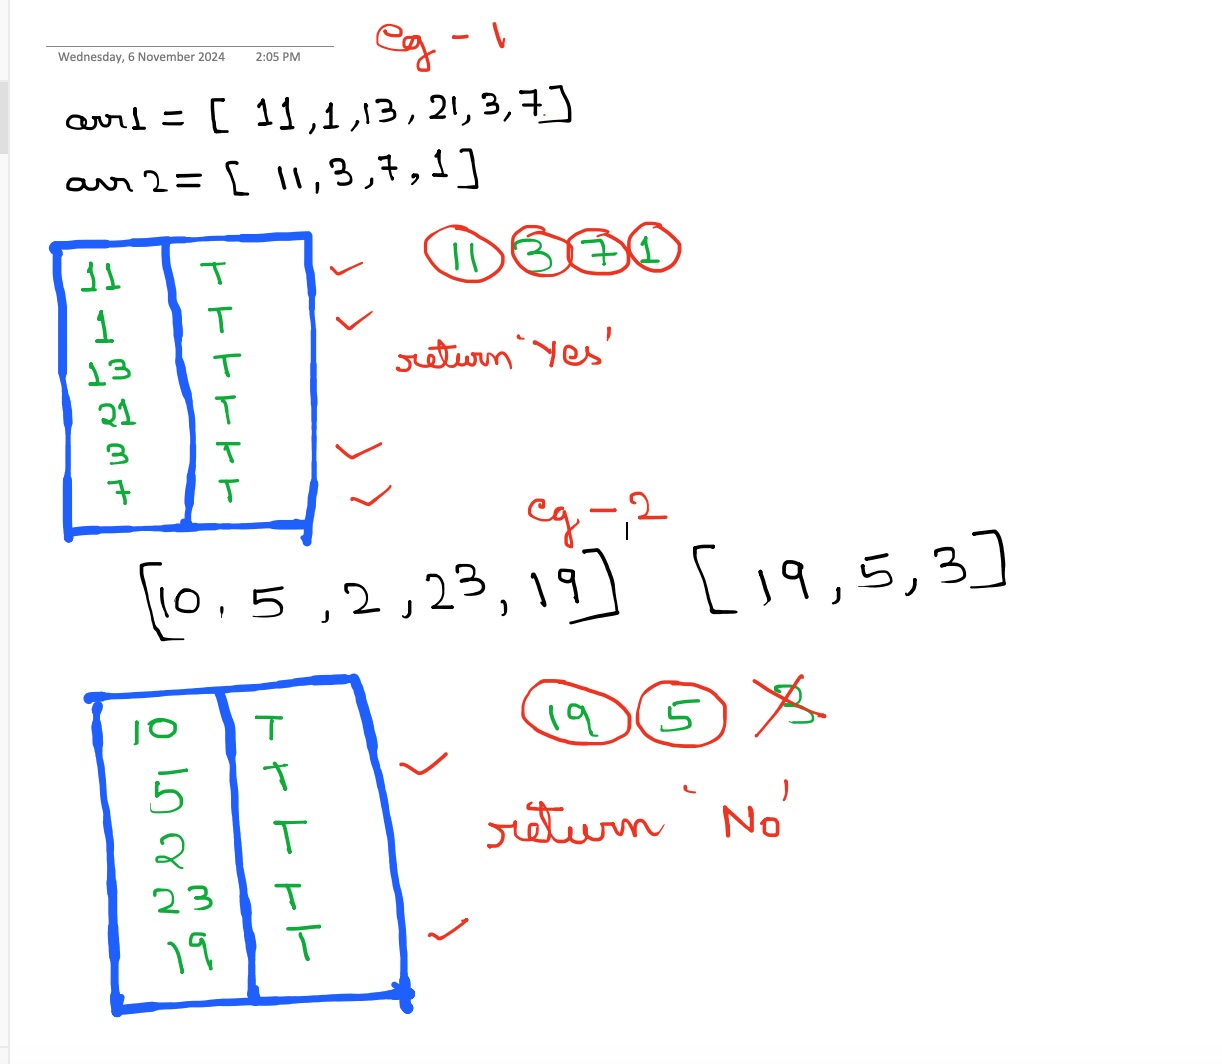 eg - 1
Wednesday, 6 November 2024 2:05 PM
arr1 = [ 11, 1, 13, 21, 3, 7 ]
arr2 = [ 11, 3, 7, 1 ]
11 T
1 T
13 T
21 T
3 T
7 T
11 3 7 1
return 'Yes'
eg - 2
[10, 5, 2, 23, 19] [19, 5, 3]
10 T
5 T
2 T
23 T
19 T
19 5 3
return 'No'